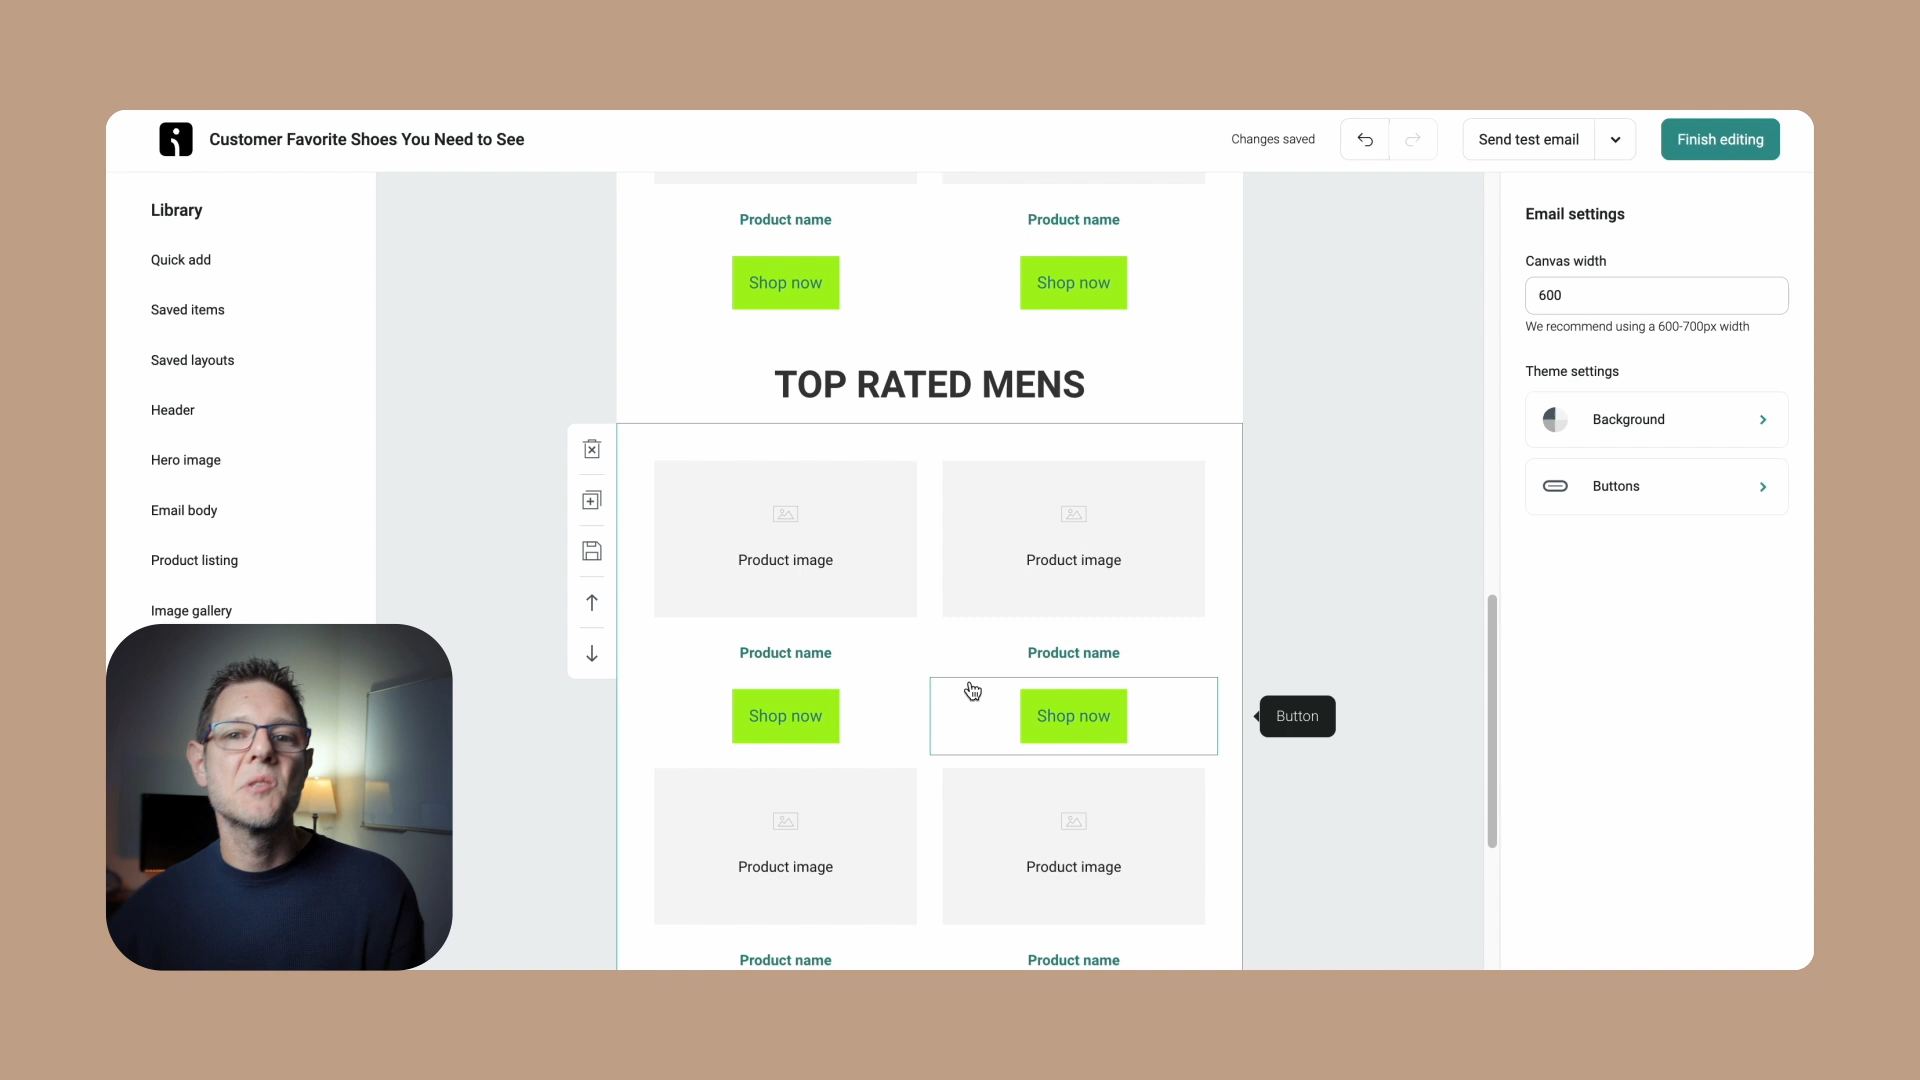 Customer Favorite Shoes You Need to See
Changes saved
Send test email
Finish editing
Library
Quick add
Saved items
Saved layouts
Header
Hero image
Email body
Product listing
Image gallery
Product name
Product name
Shop now
Shop now
TOP RATED MENS
Product image
Product image
Product name
Product name
Shop now
Shop now
Button
Product image
Product image
Product name
Product name
Email settings
Canvas width
600
We recommend using a 600-700px width
Theme settings
Background
Buttons